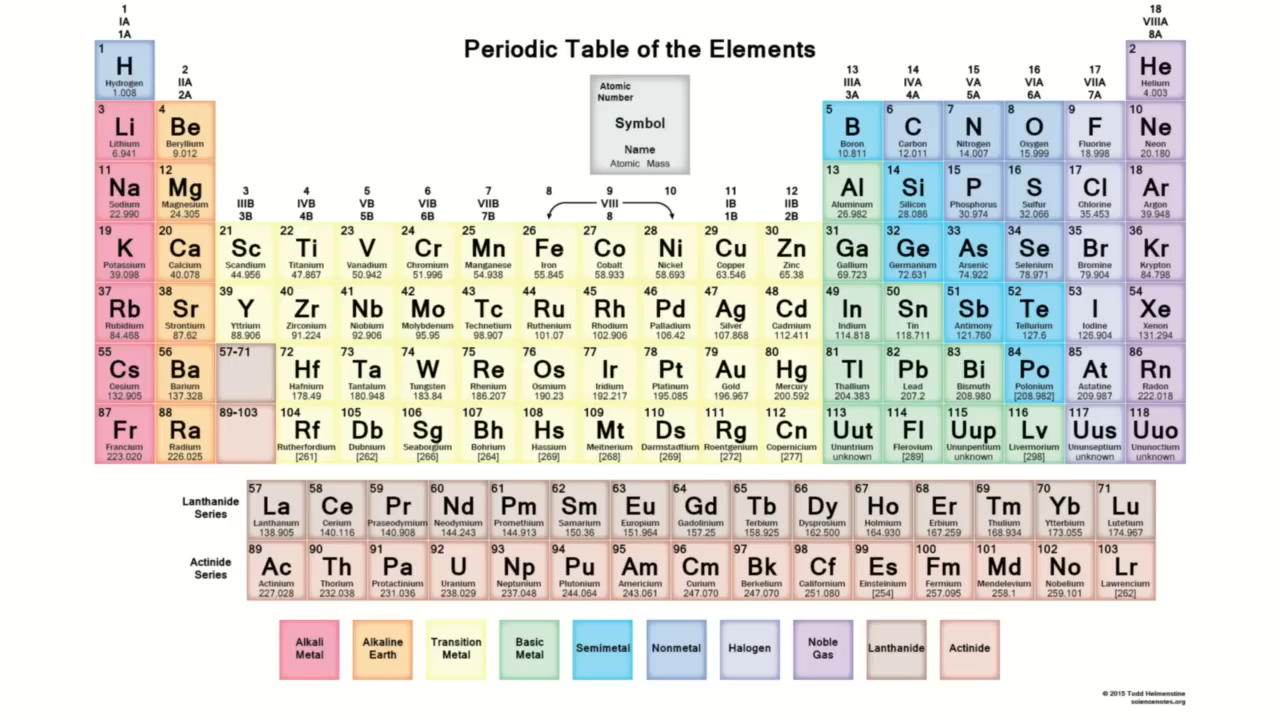 1
IA
1A
18
VIIIA
8A
Periodic Table of the Elements
1
H
Hydrogen
1.008
2
IIA
2A
13
IIIA
3A
14
IVA
4A
15
VA
5A
16
VIA
6A
17
VIIA
7A
2
He
Helium
4.003
Atomic
Number
Symbol
Name
Atomic Mass
3
Li
Lithium
6.941
4
Be
Beryllium
9.012
5
B
Boron
10.811
6
C
Carbon
12.011
7
N
Nitrogen
14.007
8
O
Oxygen
15.999
9
F
Fluorine
18.998
10
Ne
Neon
20.180
11
Na
Sodium
22.990
12
Mg
Magnesium
24.305
3
IIIB
3B
4
IVB
4B
5
VB
5B
6
VIB
6B
7
VIIB
7B
8
9
10
VIII
8
11
IB
1B
12
IIB
2B
13
Al
Aluminum
26.982
14
Si
Silicon
28.086
15
P
Phosphorus
30.974
16
S
Sulfur
32.066
17
Cl
Chlorine
35.453
18
Ar
Argon
39.948
19
K
Potassium
39.098
20
Ca
Calcium
40.078
21
Sc
Scandium
44.956
22
Ti
Titanium
47.867
23
V
Vanadium
50.942
24
Cr
Chromium
51.996
25
Mn
Manganese
54.938
26
Fe
Iron
55.845
27
Co
Cobalt
58.933
28
Ni
Nickel
58.693
29
Cu
Copper
63.546
30
Zn
Zinc
65.38
31
Ga
Gallium
69.723
32
Ge
Germanium
72.631
33
As
Arsenic
74.922
34
Se
Selenium
78.971
35
Br
Bromine
79.904
36
Kr
Krypton
84.798
37
Rb
Rubidium
84.468
38
Sr
Strontium
87.62
39
Y
Yttrium
88.906
40
Zr
Zirconium
91.224
41
Nb
Niobium
92.906
42
Mo
Molybdenum
95.95
43
Tc
Technetium
98.907
44
Ru
Ruthenium
101.07
45
Rh
Rhodium
102.906
46
Pd
Palladium
106.42
47
Ag
Silver
107.868
48
Cd
Cadmium
112.411
49
In
Indium
114.818
50
Sn
Tin
118.711
51
Sb
Antimony
121.760
52
Te
Tellurium
127.6
53
I
Iodine
126.904
54
Xe
Xenon
131.294
55
Cs
Cesium
132.905
56
Ba
Barium
137.328
57-71
72
Hf
Hafnium
178.49
73
Ta
Tantalum
180.948
74
W
Tungsten
183.84
75
Re
Rhenium
186.207
76
Os
Osmium
190.23
77
Ir
Iridium
192.217
78
Pt
Platinum
195.085
79
Au
Gold
196.967
80
Hg
Mercury
200.592
81
Tl
Thallium
204.383
82
Pb
Lead
207.2
83
Bi
Bismuth
208.980
84
Po
Polonium
[208.982]
85
At
Astatine
209.987
86
Rn
Radon
222.018
87
Fr
Francium
223.020
88
Ra
Radium
226.025
89-103
104
Rf
Rutherfordium
[261]
105
Db
Dubnium
[262]
106
Sg
Seaborgium
[266]
107
Bh
Bohrium
[264]
108
Hs
Hassium
[269]
109
Mt
Meitnerium
[268]
110
Ds
Darmstadtium
[269]
111
Rg
Roentgenium
[272]
112
Cn
Copernicium
[277]
113
Uut
Ununtrium
unknown
114
Fl
Flerovium
[289]
115
Uup
Ununpentium
unknown
116
Lv
Livermorium
[298]
117
Uus
Ununseptium
unknown
118
Uuo
Ununoctium
unknown
Lanthanide
Series
57
La
Lanthanum
138.905
58
Ce
Cerium
140.116
59
Pr
Praseodymium
140.908
60
Nd
Neodymium
144.243
61
Pm
Promethium
144.913
62
Sm
Samarium
150.36
63
Eu
Europium
151.964
64
Gd
Gadolinium
157.25
65
Tb
Terbium
158.925
66
Dy
Dysprosium
162.500
67
Ho
Holmium
164.930
68
Er
Erbium
167.259
69
Tm
Thulium
168.934
70
Yb
Ytterbium
173.055
71
Lu
Lutetium
174.967
Actinide
Series
89
Ac
Actinium
227.028
90
Th
Thorium
232.038
91
Pa
Protactinium
231.036
92
U
Uranium
238.029
93
Np
Neptunium
237.048
94
Pu
Plutonium
244.064
95
Am
Americium
243.061
96
Cm
Curium
247.070
97
Bk
Berkelium
247.070
98
Cf
Californium
251.080
99
Es
Einsteinium
[254]
100
Fm
Fermium
257.095
101
Md
Mendelevium
258.1
102
No
Nobelium
259.101
103
Lr
Lawrencium
[262]
Alkali
Metal
Alkaline
Earth
Transition
Metal
Basic
Metal
Semimetal
Nonmetal
Halogen
Noble
Gas
Lanthanide
Actinide
© 2015 Todd Helmenstine
sciencenotes.org